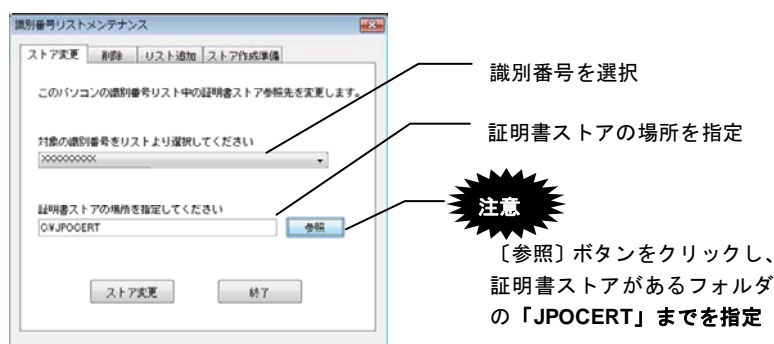 識別番号リストメンテナンス
ストア変更 削除 リスト追加 ストア作成準備
このパソコンの識別番号リスト中の証明書ストア参照先を変更します。
対象の識別番号をリストより選択してください
XXXXXXXXXX
証明書ストアの場所を指定してください
C:¥JPOCERT 参照
ストア変更 終了
識別番号を選択
証明書ストアの場所を指定
注意
〔参照〕ボタンをクリックし、
証明書ストアがあるフォルダ
の「JPOCERT」までを指定